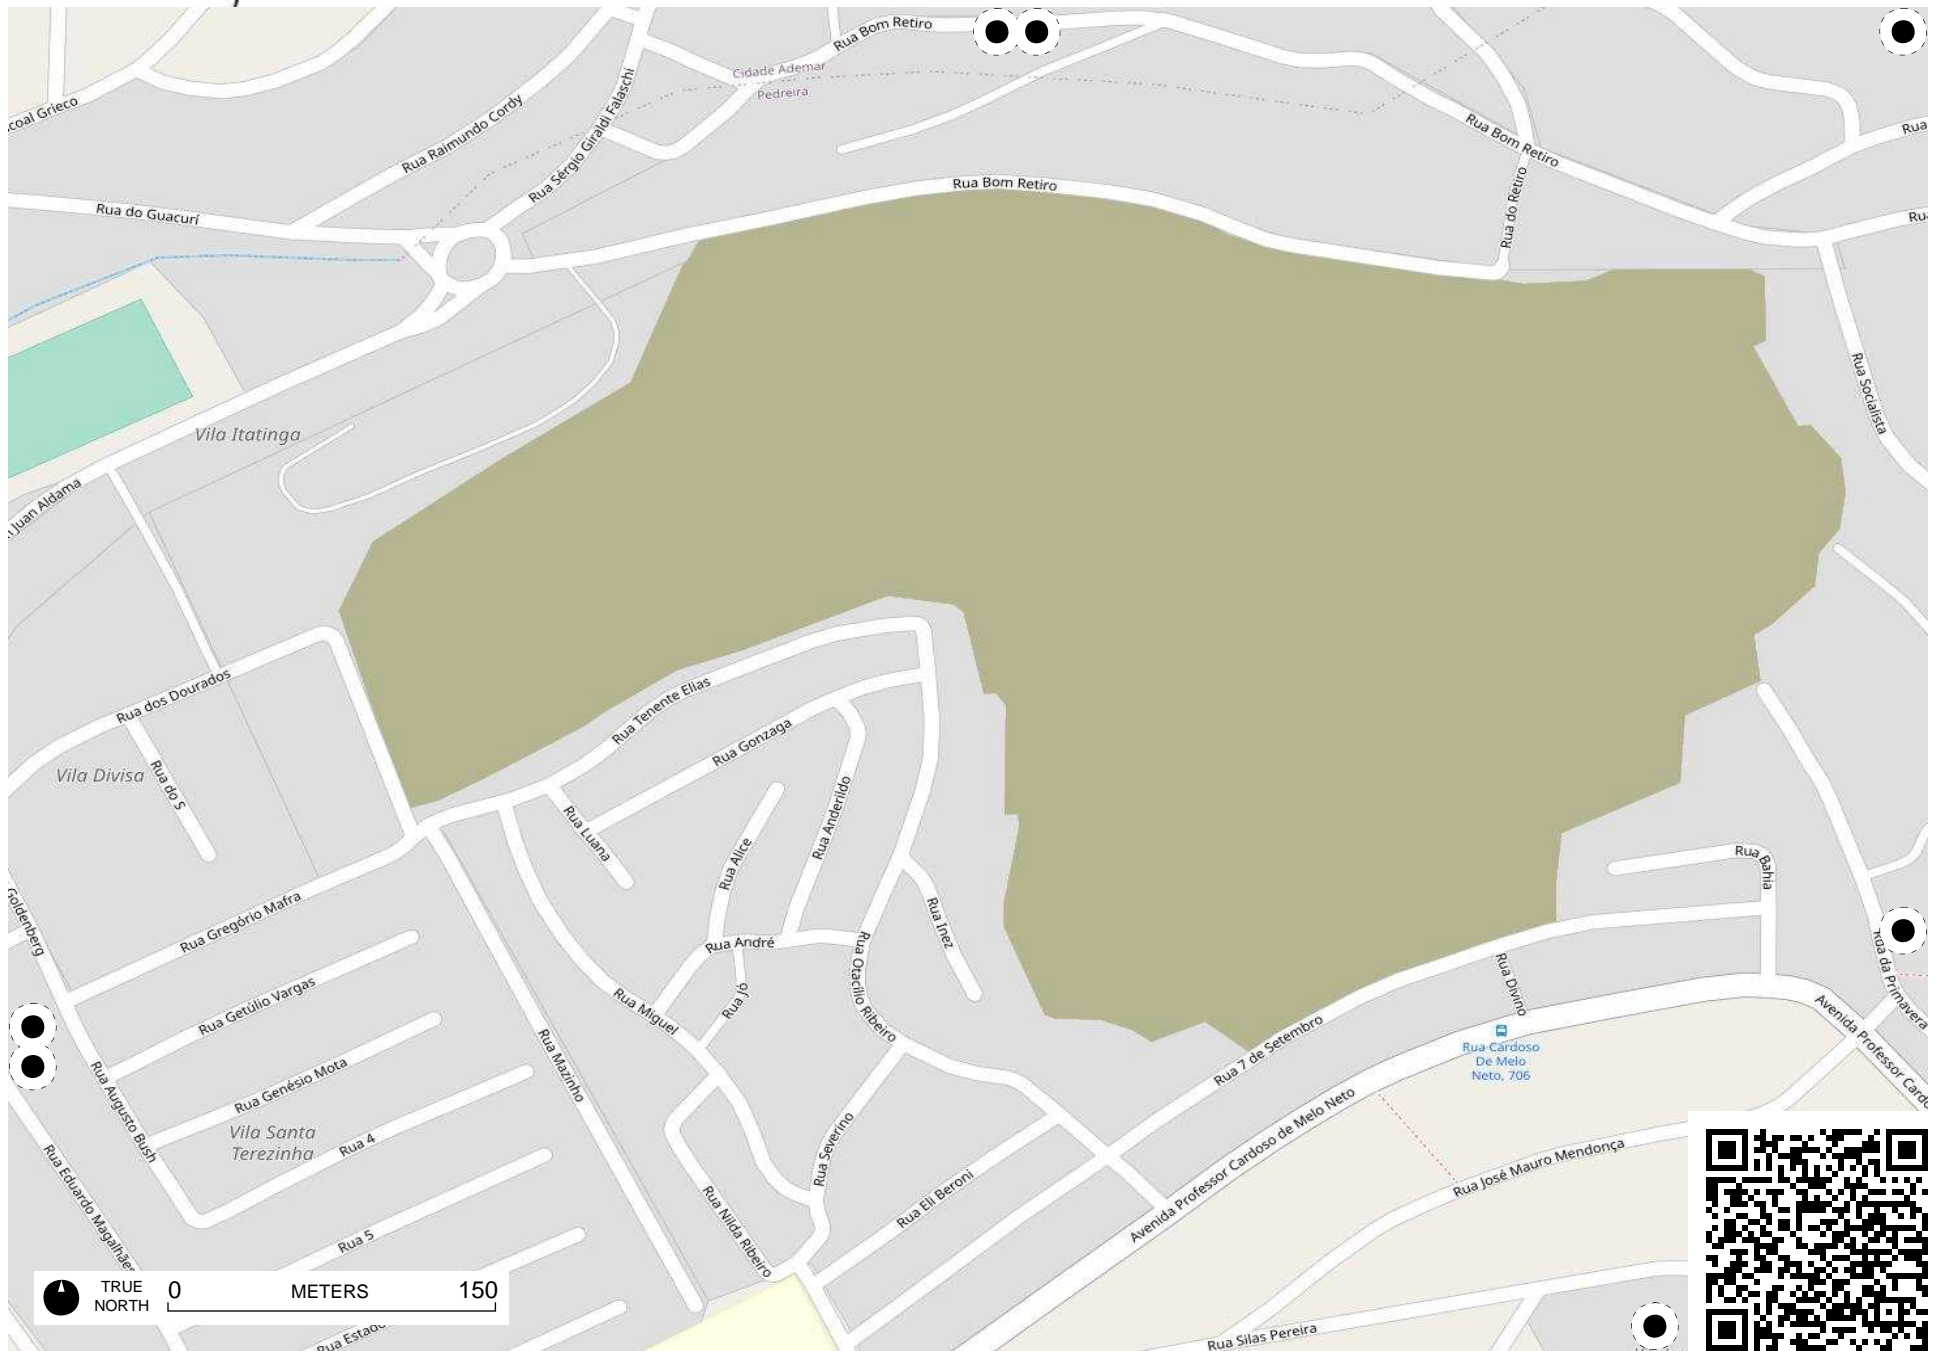 Rua Bom Retiro
Cidade Ademar
Pedreira
Rua Raimundo Cordy
Rua Sérgio Giraldi Falaschi
Rua Bom Retiro
Rua
Rua do Guacurí
Rua Bom Retiro
Rua do Retiro
Rua Socialista
Vila Itatinga
Juan Aldama
Rua dos Dourados
Rua Tenente Elias
Rua Gonzaga
Vila Divisa
Rua do S
Rua Luana
Rua Anderildo
Rua Alice
Rua Bahia
Goldenberg
Rua Gregório Mafra
Rua Inez
Rua André
Rua Otacílio Ribeiro
Rua da Primavera
Rua Divino
Rua Getúlio Vargas
Rua Miguel
Rua Jó
Avenida Professor Cardo
Rua 7 de Setembro
Rua Cardoso
De Melo
Neto, 706
Rua Mazinho
Rua Genésio Mota
Rua Augusto Bush
Vila Santa
Terezinha
Rua 4
Rua Severino
Avenida Professor Cardoso de Melo Neto
Rua José Mauro Mendonça
Rua Eduardo Magalhães
Rua Eli Beroni
Rua Nilda Ribeiro
Rua 5
TRUE
NORTH
0 METERS 150
Rua Estado
Rua Silas Pereira